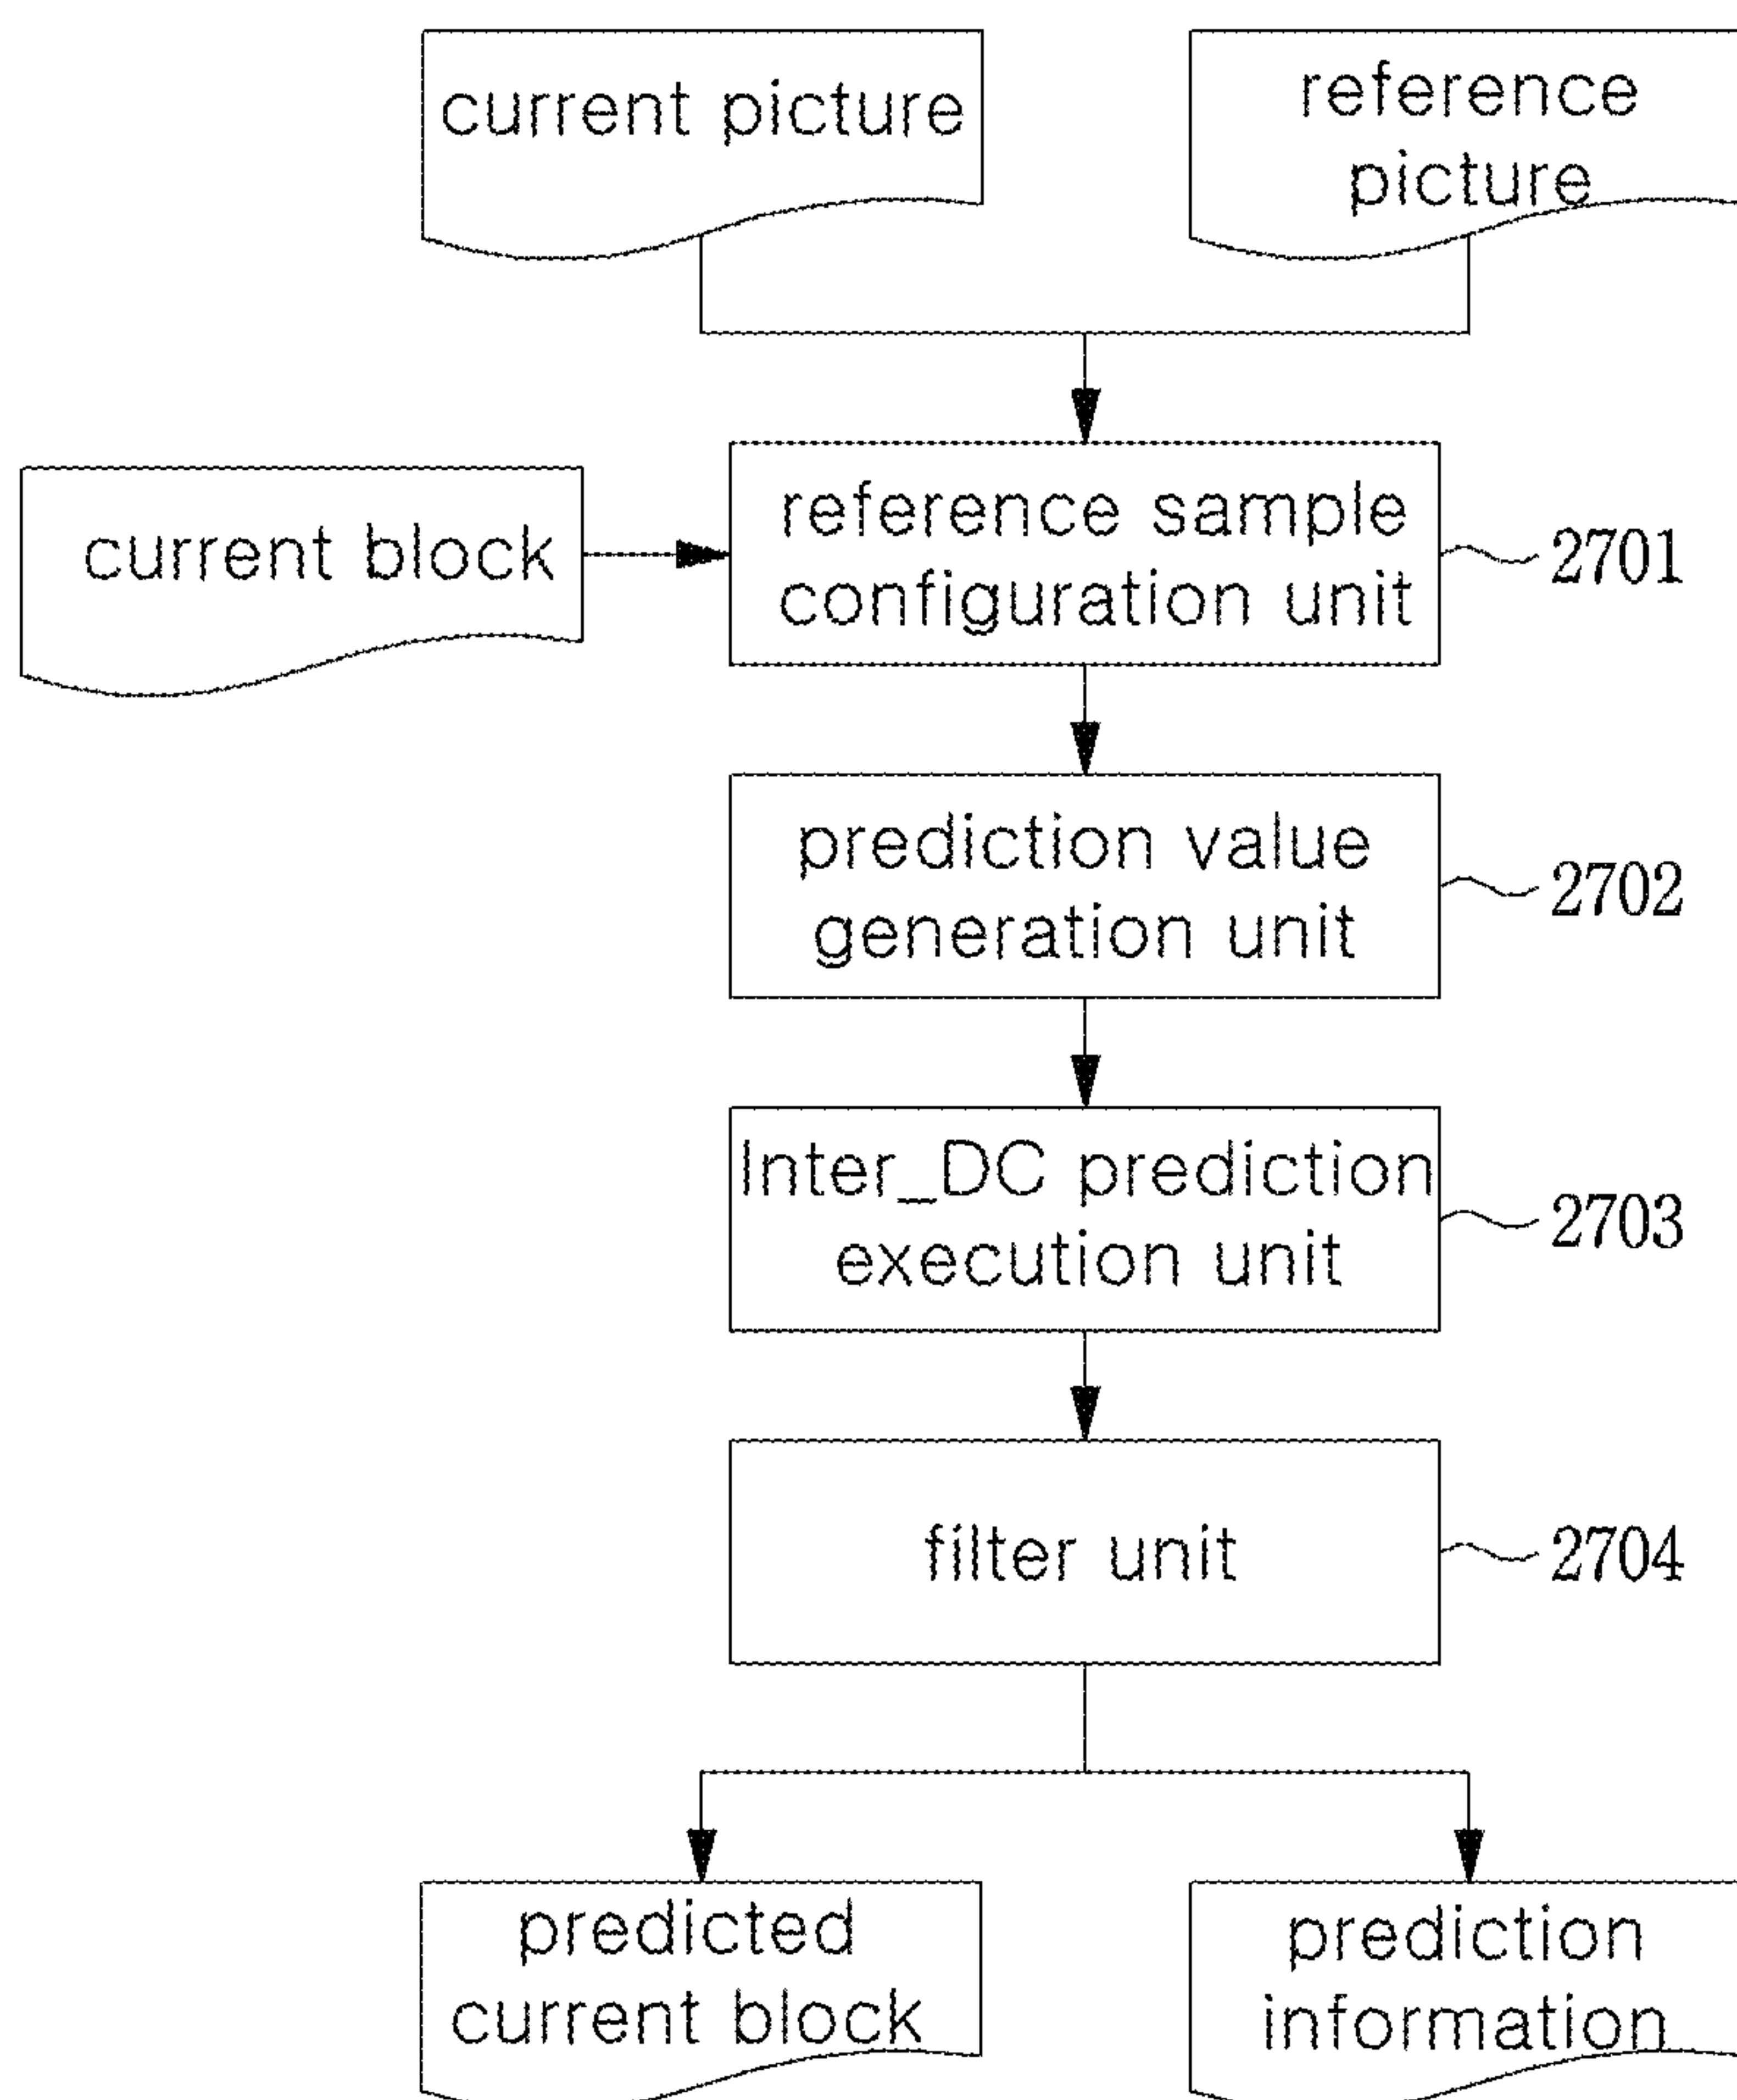 current picture
reference
picture
current block
reference sample
configuration unit
2701
prediction value
generation unit
2702
Inter_DC prediction
execution unit
2703
filter unit
2704
predicted
current block
prediction
information